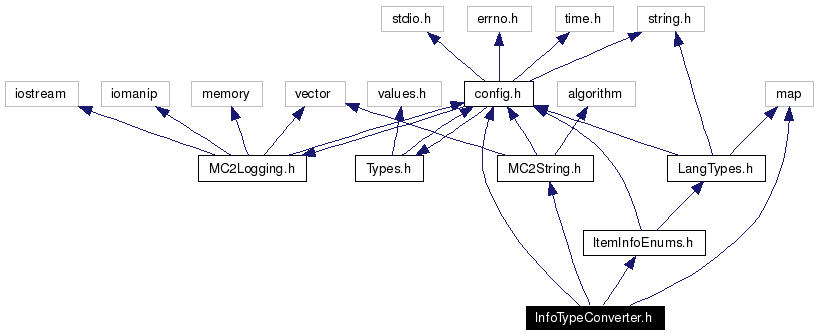 stdio.h
errno.h
time.h
string.h
iostream
iomanip
memory
vector
values.h
config.h
algorithm
map
MC2Logging.h
Types.h
MC2String.h
LangTypes.h
ItemInfoEnums.h
InfoTypeConverter.h